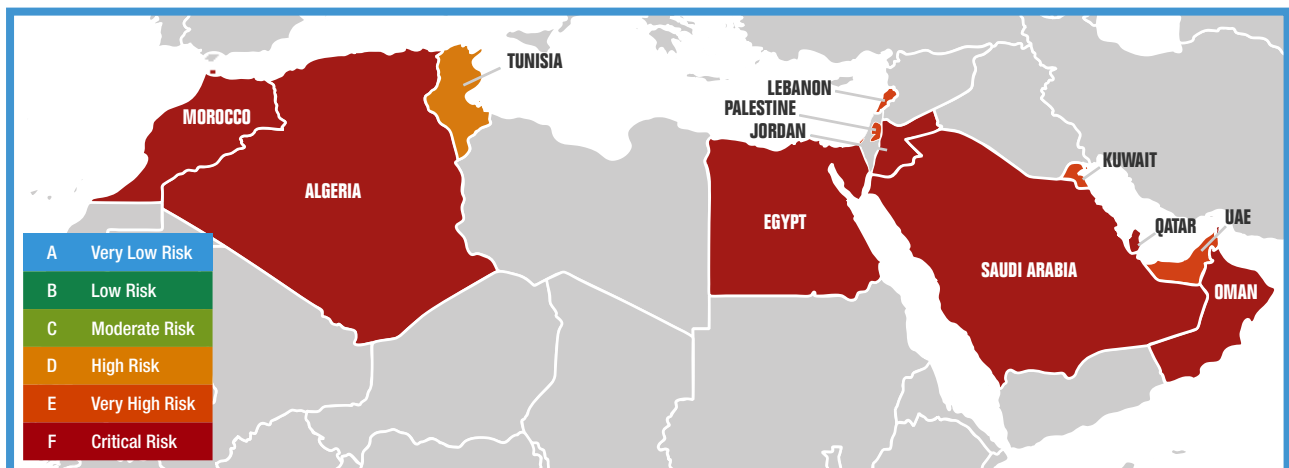 TUNISIA
LEBANON
MOROCCO
PALESTINE
JORDAN
KUWAIT
ALGERIA
EGYPT
QATAR
UAE
SAUDI ARABIA
OMAN
A Very Low Risk
B Low Risk
C Moderate Risk
D High Risk
E Very High Risk
F Critical Risk